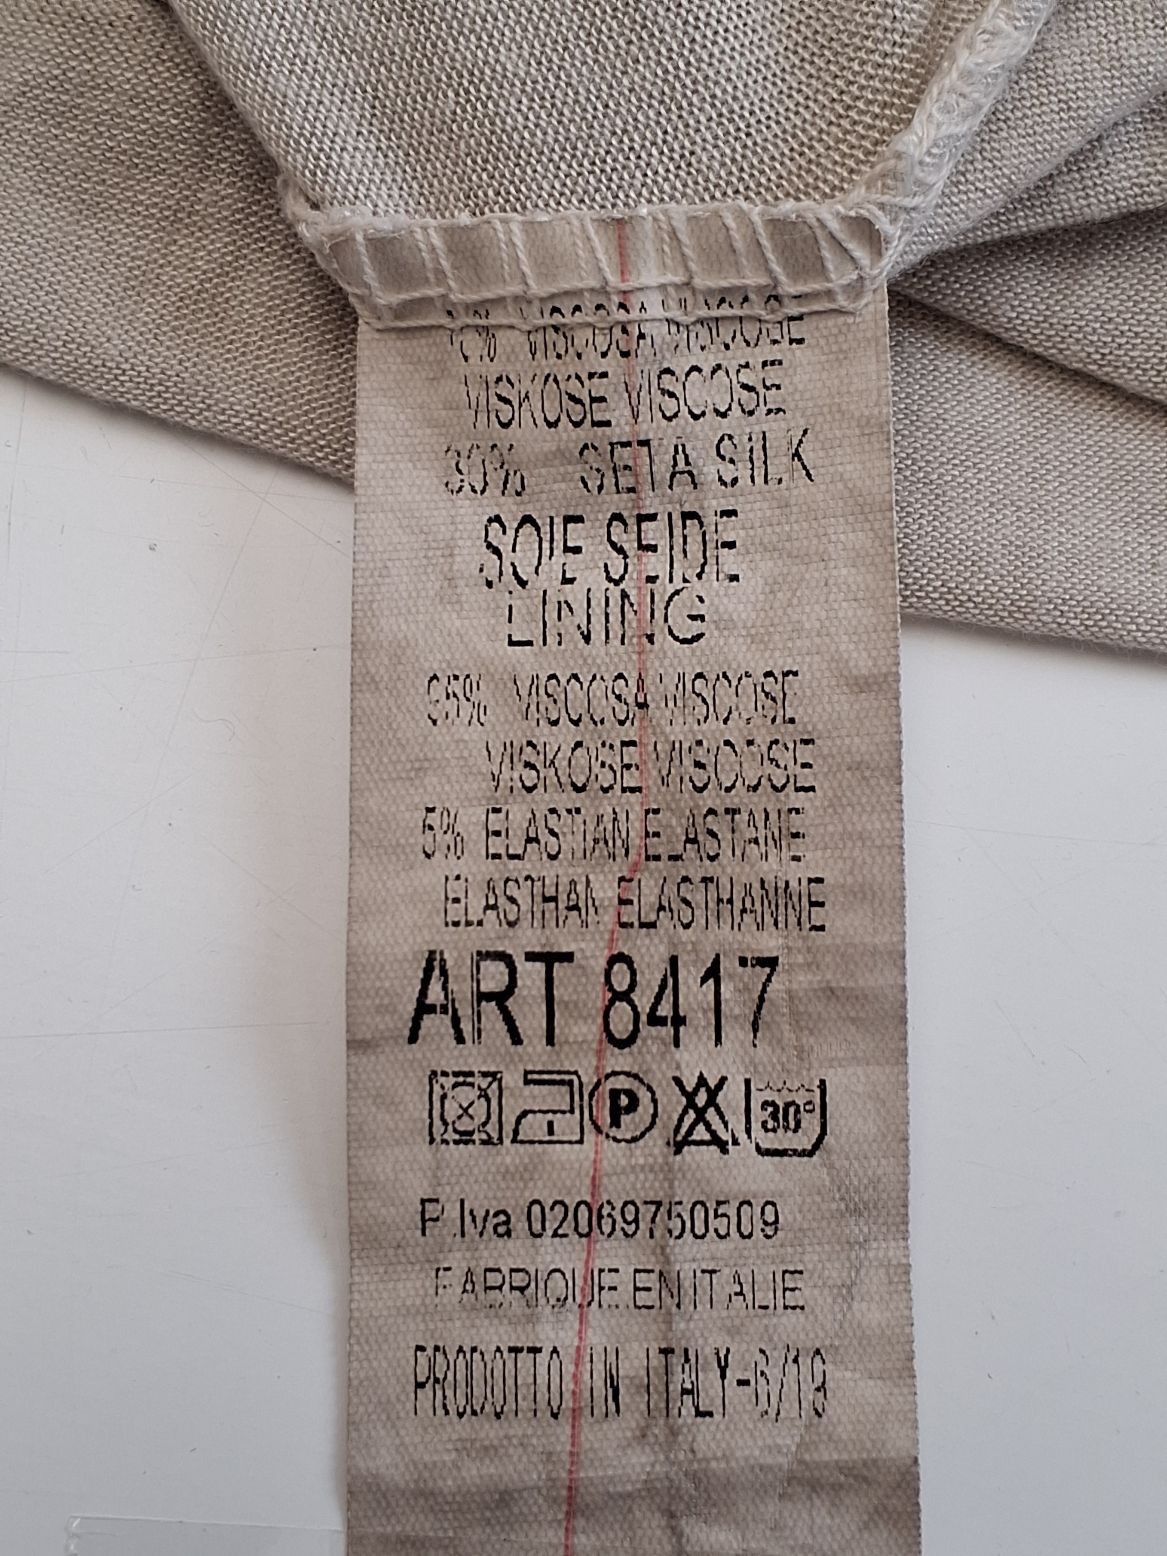 VISCOSA VISCOSE
VISKOSE VISCOSE
30% SETA SILK
SOIE SEIDE
LINING
95% VISCOSA VISCOSE
VISKOSE VISCOSE
5% ELASTAN ELASTANE
ELASTHAN ELASTHANNE
ART 8417
P 30°
P.Iva 02069750509
FABRIQUE EN ITALIE
PRODOTTO IN ITALY-6/19